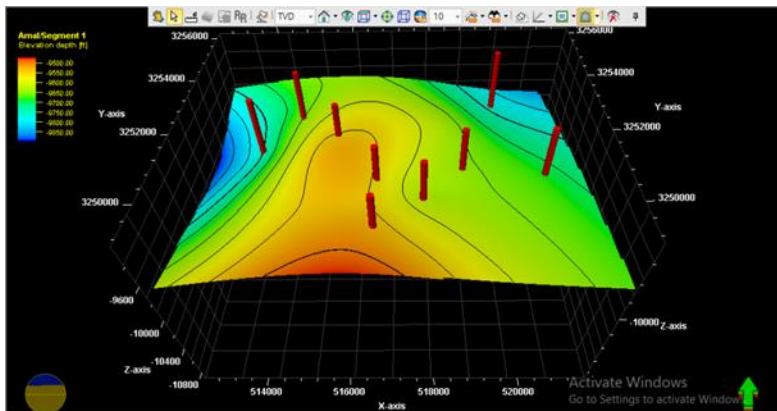 TVD
10
Amal/Segment 1
Elevation depth [ft]
-9500.00
-9550.00
-9600.00
-9650.00
-9700.00
-9750.00
-9800.00
-9850.00
3256000
3254000
Y-axis
3252000
3250000
3256000
3254000
Y-axis
3252000
3250000
-9600
-10000
Z-axis
-10400
-10800
-10000
Z-axis
514000
516000
518000
520000
X-axis
Activate Windows
Go to Settings to activate Windows.